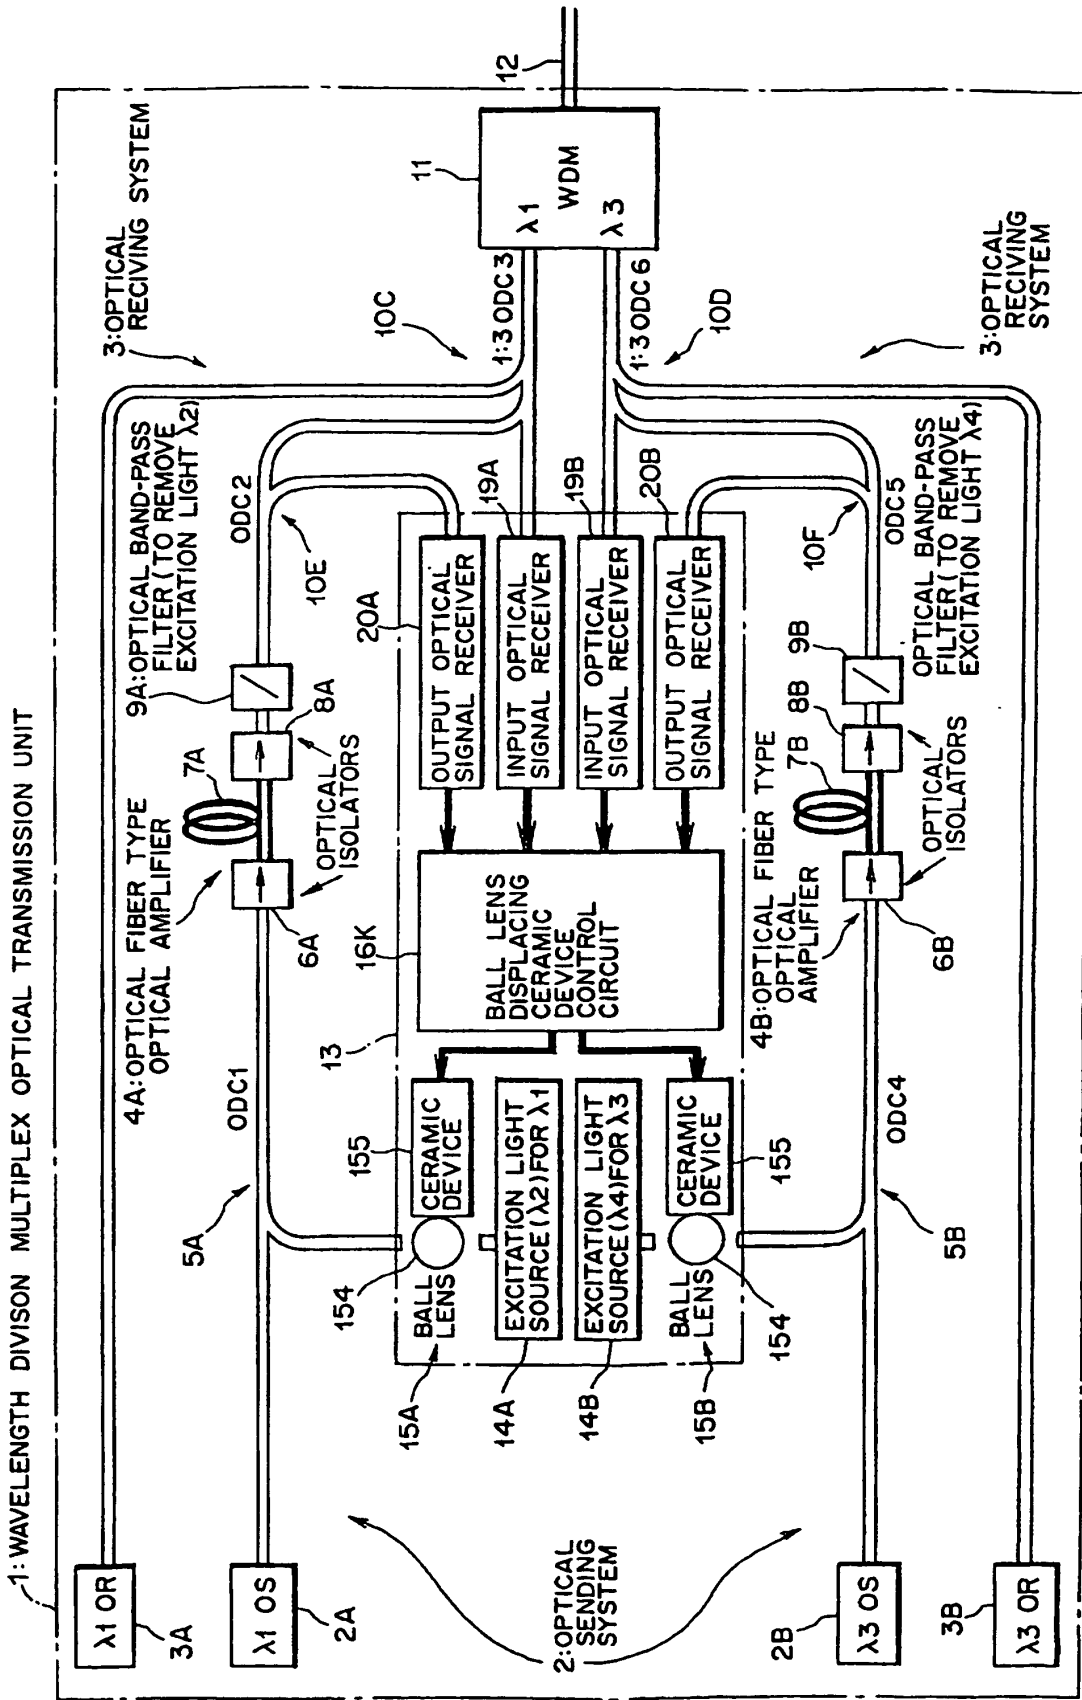 1: WAVELENGTH DIVISON MULTIPLEX OPTICAL TRANSMISSION UNIT
λ1 OR
3A
λ1 OS
2A
2:OPTICAL
SENDING
SYSTEM
2B
λ3 OS
3B
λ3 OR
5A
ODC1
4A:OPTICAL FIBER TYPE
OPTICAL AMPLIFIER
6A
7A
OPTICAL
ISOLATORS
8A
9A:OPTICAL BAND-PASS
FILTER(TO REMOVE
EXCITATION LIGHT λ2)
ODC2
10E
3:OPTICAL
RECIVING SYSTEM
10C
1:3 ODC3
11
λ1
WDM
λ3
12
1:3 ODC6
10D
3:OPTICAL
RECIVING
SYSTEM
13
154
BALL
LENS
15A
155
CERAMIC
DEVICE
14A
EXCITATION LIGHT
SOURCE(λ2)FOR λ1
14B
EXCITATION LIGHT
SOURCE(λ4)FOR λ3
15B
BALL
LENS
154
CERAMIC
DEVICE
155
16K
BALL LENS
DISPLACING
CERAMIC
DEVICE
CONTROL
CIRCUIT
20A
OUTPUT OPTICAL
SIGNAL RECEIVER
19A
INPUT OPTICAL
SIGNAL RECEIVER
19B
INPUT OPTICAL
SIGNAL RECEIVER
20B
OUTPUT OPTICAL
SIGNAL RECEIVER
5B
ODC4
4B:OPTICAL FIBER TYPE
OPTICAL
AMPLIFIER
6B
7B
OPTICAL
ISOLATORS
8B
9B
OPTICAL BAND-PASS
FILTER(TO REMOVE
EXCITATION LIGHT λ4)
10F
ODC5